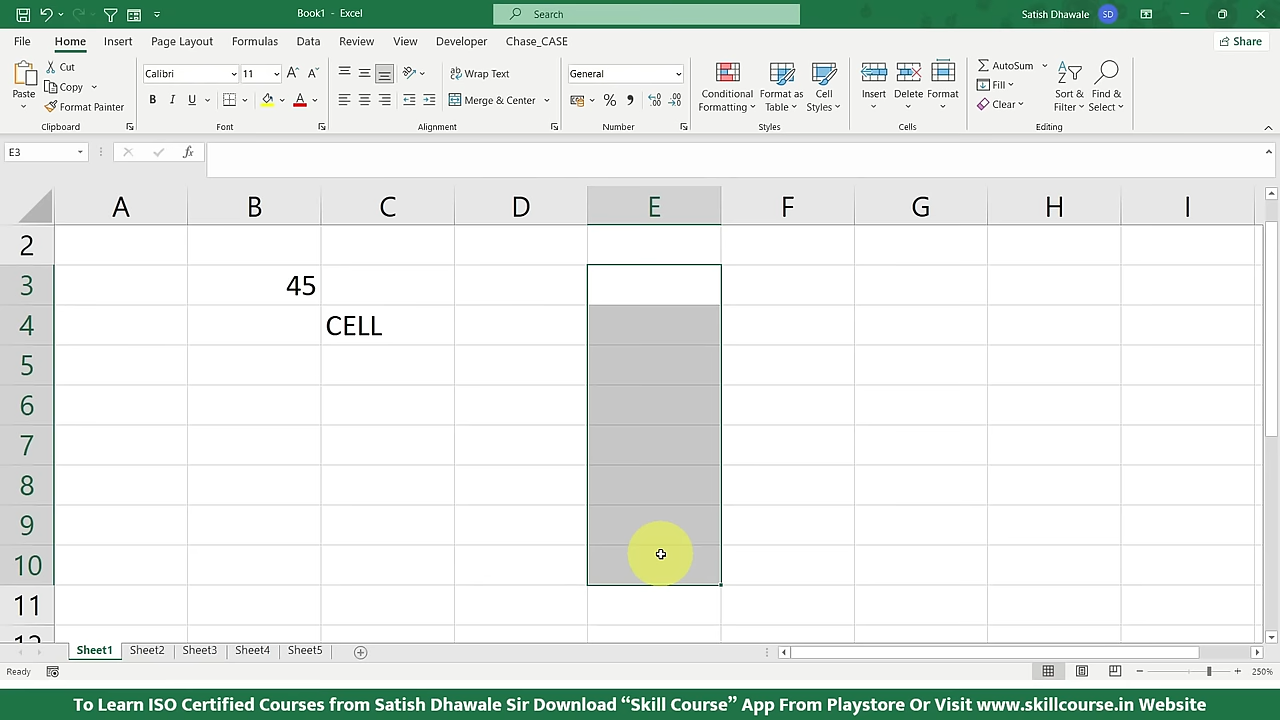 Book1 - Excel
Search
Satish Dhawale SD
File Home Insert Page Layout Formulas Data Review View Developer Chase_CASE Share
Paste
Cut
Copy
Format Painter
Clipboard
Calibri 11
B I U
Font
Wrap Text
Merge & Center
Alignment
General
Number
Conditional Formatting
Format as Table
Cell Styles
Styles
Insert Delete Format
Cells
AutoSum
Fill
Clear
Sort & Filter
Find & Select
Editing
E3 fx
A B C D E F G H I
2
3 45
4 CELL
5
6
7
8
9
10
11
12
Sheet1 Sheet2 Sheet3 Sheet4 Sheet5
Ready 250%
To Learn ISO Certified Courses from Satish Dhawale Sir Download “Skill Course” App From Playstore Or Visit www.skillcourse.in Website